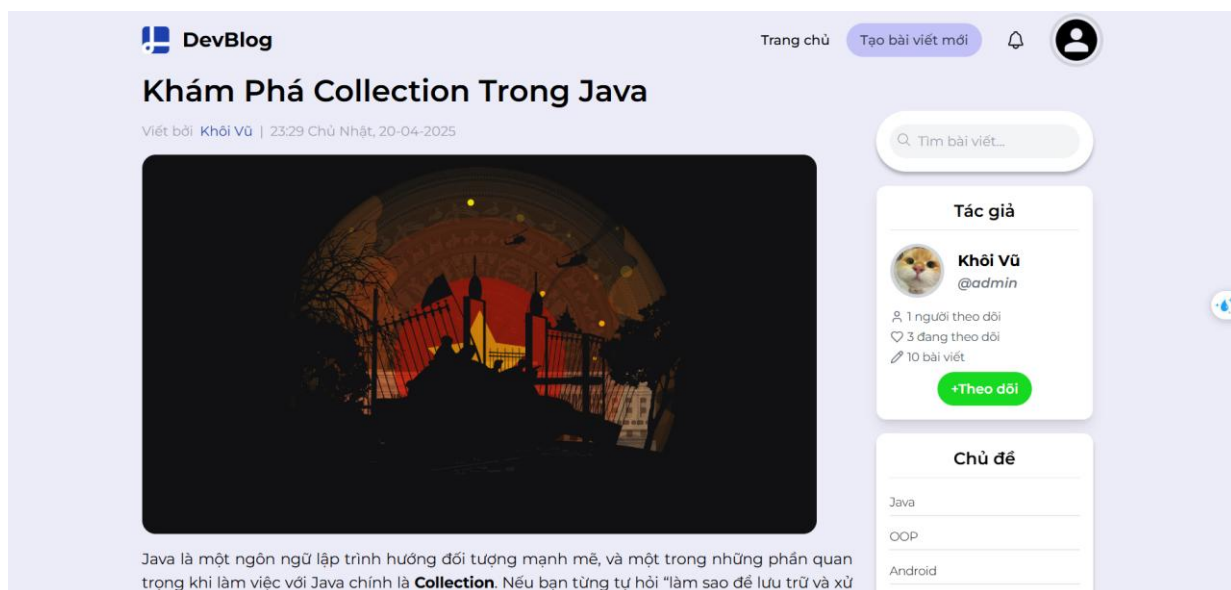 DevBlog
Trang chủ
Tạo bài viết mới
Khám Phá Collection Trong Java
Viết bởi Khôi Vũ | 23:29 Chủ Nhật, 20-04-2025
Java là một ngôn ngữ lập trình hướng đối tượng mạnh mẽ, và một trong những phần quan
trọng khi làm việc với Java chính là Collection. Nếu bạn từng tự hỏi “làm sao để lưu trữ và xử
Tìm bài viết...
Tác giả
Khôi Vũ
@admin
1 người theo dõi
3 đang theo dõi
10 bài viết
+Theo dõi
Chủ đề
Java
OOP
Android